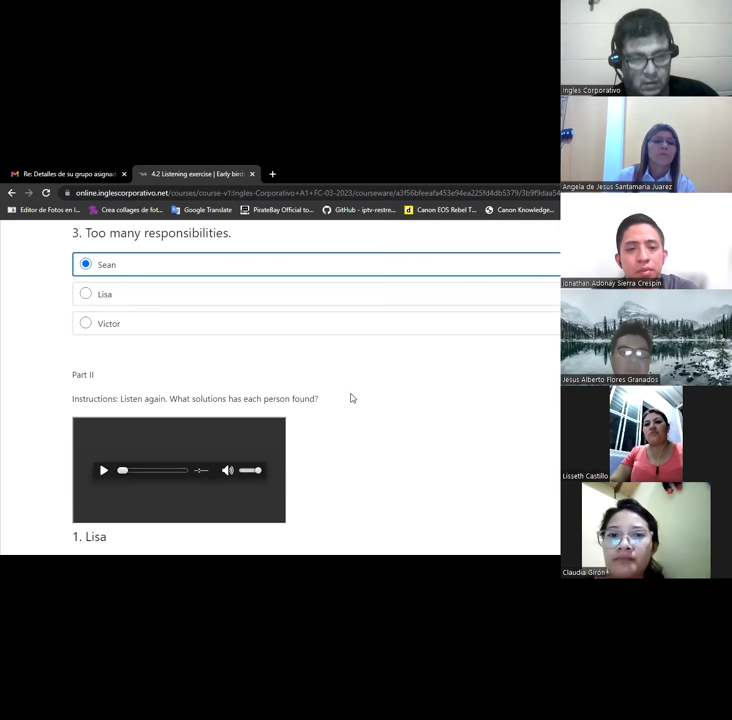 Re: Detalles de su grupo asignad
4.2 Listening exercise | Early bird
online.inglescorporativo.net/courses/course-v1:Ingles-Corporativo+A1+FC-03-2023/courseware/a3f56bfeefa453e94ea225fd4db5379/3b9f9daa54
Editor de Fotos en l...
Crea collages de fot...
Google Translate
PirateBay Official to...
GitHub - iptv-restre...
Canon EOS Rebel T...
Canon Knowledge...
3. Too many responsibilities.
Sean
Lisa
Victor
Part II
Instructions: Listen again. What solutions has each person found?
--:--
1. Lisa
Ingles Corporativo
Angela de Jesus Santamaria Juarez
Jonathan Adonay Sierra Crespin
Jesus Alberto Flores Granados
Lisseth Castillo
Claudia Girón